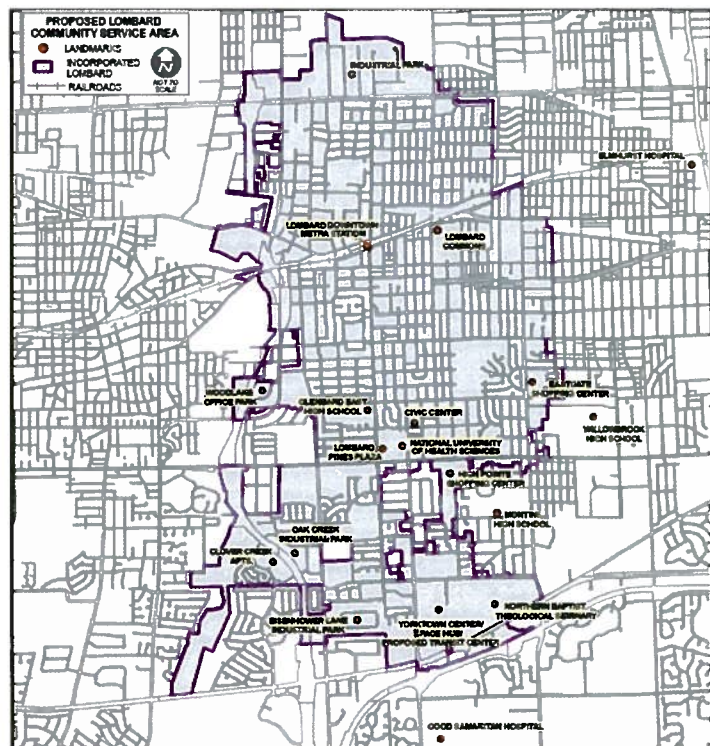 PROPOSED LOMBARD
COMMUNITY SERVICE AREA
LANDMARKS
INCORPORATED
LOMBARD
RAILROADS
NOT TO
SCALE
INDUSTRIAL PARK
ELMHURST HOSPITAL
LOMBARD DOWNTOWN
METRA STATION
LOMBARD
COMMONS
WOODLAKE
OFFICE PARK
GLENBARD EAST
HIGH SCHOOL
CIVIC CENTER
EASTGATE
SHOPPING CENTER
WILLOWBROOK
HIGH SCHOOL
LOMBARD
PINES PLAZA
NATIONAL UNIVERSITY
OF HEALTH SCIENCES
HIGH POINTE
SHOPPING CENTER
MONTINI
HIGH SCHOOL
OAK CREEK
INDUSTRIAL PARK
CLOVER CREEK
APTS.
EISENHOWER LANE
INDUSTRIAL PARK
YORKTOWN CENTER/
SPACE HUB/
PROPOSED TRANSIT CENTER
NORTHERN BAPTIST
THEOLOGICAL SEMINARY
GOOD SAMARITAN HOSPITAL